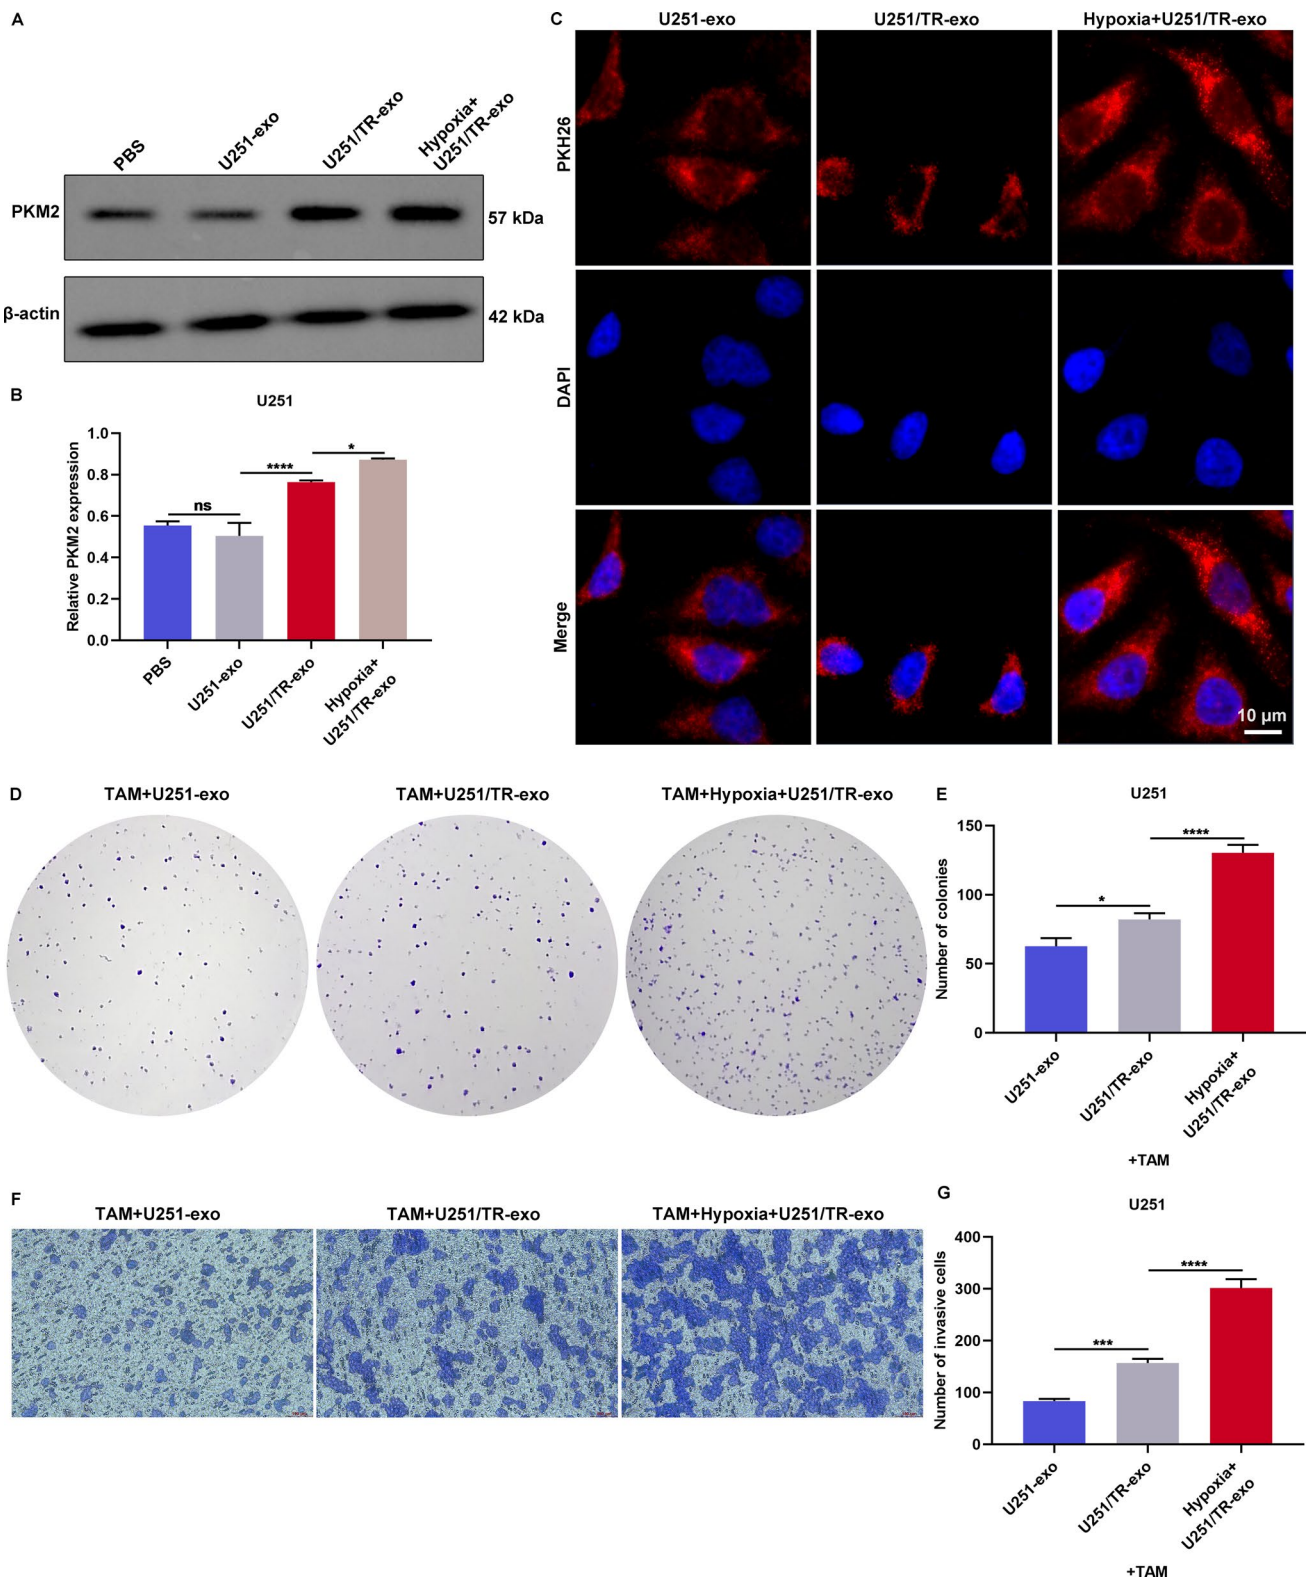 A
PBS
U251-exo
U251/TR-exo
Hypoxia+
U251/TR-exo
PKM2
57 kDa
β-actin
42 kDa
B
U251
Relative PKM2 expression
1.0
0.8
0.6
0.4
0.2
0.0
ns
****
*
PBS
U251-exo
U251/TR-exo
Hypoxia+
U251/TR-exo
C
U251-exo
U251/TR-exo
Hypoxia+U251/TR-exo
PKH26
DAPI
Merge
10 µm
D
TAM+U251-exo
TAM+U251/TR-exo
TAM+Hypoxia+U251/TR-exo
E
U251
Number of colonies
150
100
50
0
*
****
U251-exo
U251/TR-exo
Hypoxia+
U251/TR-exo
+TAM
F
TAM+U251-exo
TAM+U251/TR-exo
TAM+Hypoxia+U251/TR-exo
G
U251
Number of invasive cells
400
300
200
100
0
***
****
U251-exo
U251/TR-exo
Hypoxia+
U251/TR-exo
+TAM